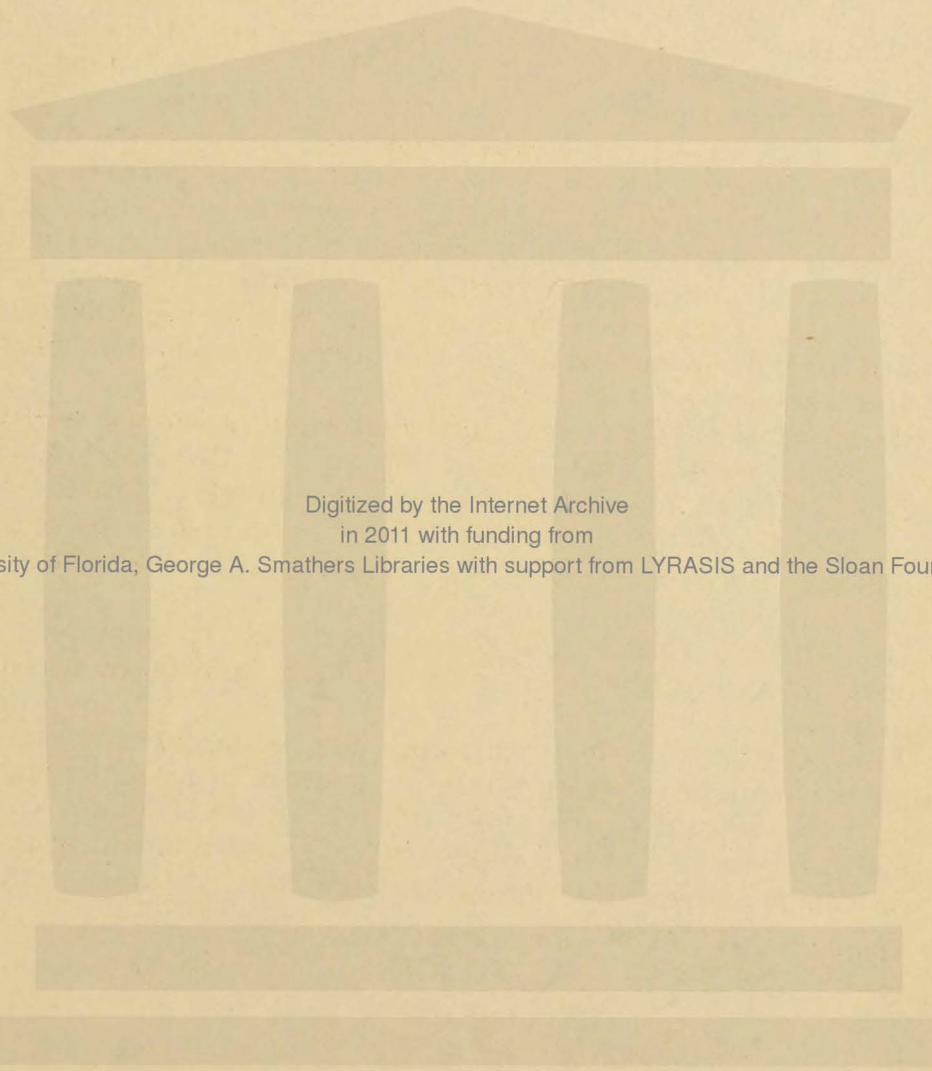 Digitized by the Internet Archive
in 2011 with funding from
sity of Florida, George A. Smathers Libraries with support from LYRASIS and the Sloan Foun